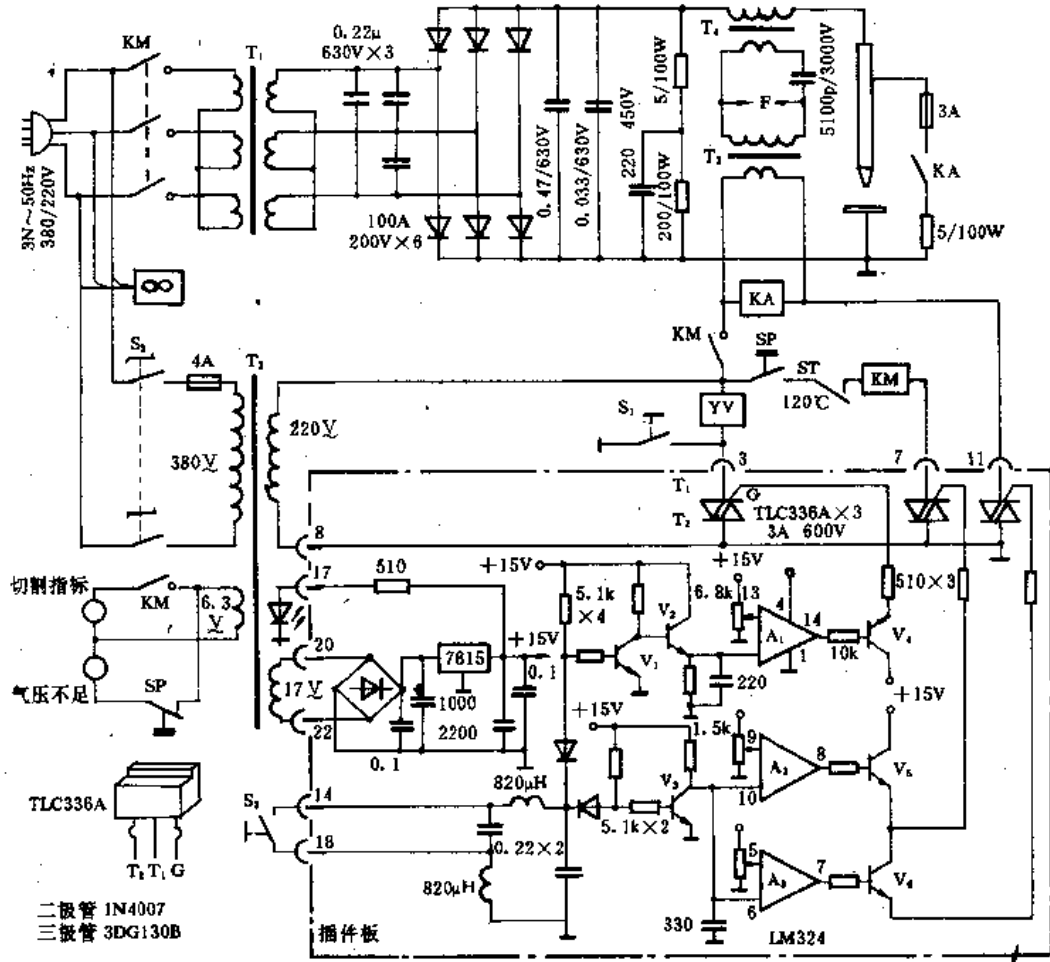 KM
T₁
0.22μ
630V×3
T₄
5100p/3000V
F
T₃
5/100W
450V
220
200/100W
0.47/630V
0.033/630V
3A
KA
5/100W
3N～50Hz
380/220V
100A
200V×6
KA
KM
SP
ST
120℃
KM
YV
S₁
S₂
4A
T₂
380V
220V
3
7
11
T₁
G
T₂
TLC336A×3
3A 600V
8
17
510
+15V
5.1k
×4
V₂
V₁
+15V
6.8k
13
4
14
A₁
1
10k
510×3
V₄
+15V
切割指标
KM
6.3
V
气压不足
SP
20
17V
22
7815
+15V
0.1
1000
2200
0.1
220
+15V
1.5k
9
8
A₂
10
V₅
V₃
5.1k×2
TLC336A
T₂ T₁ G
S₃
14
18
820μH
0.22×2
820μH
5
7
A₃
6
V₆
330
LM324
二极管 1N4007
三极管 3DG130B
插件板